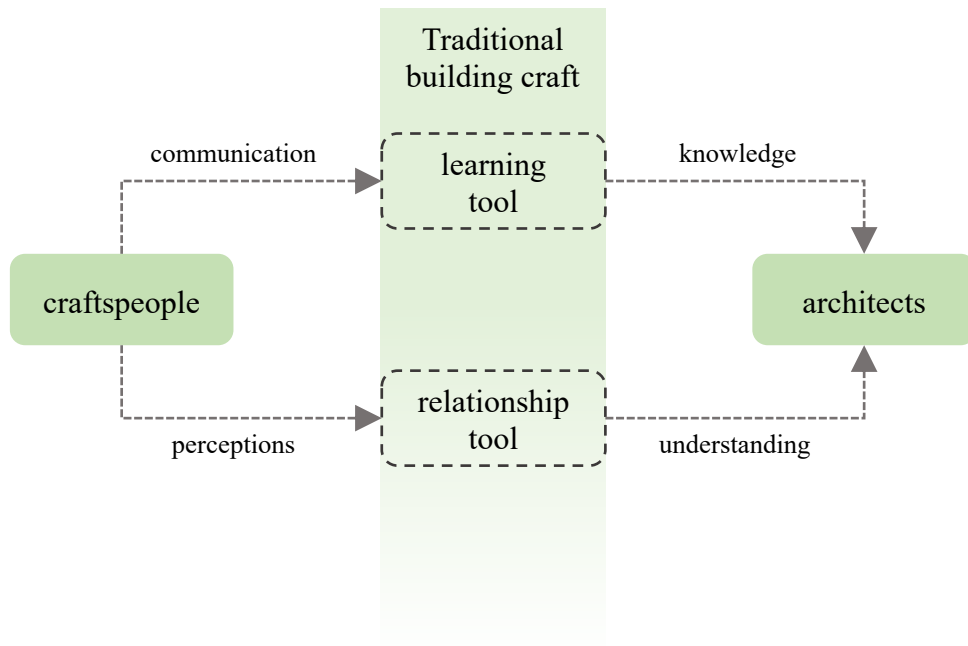 Traditional
building craft
communication
learning
tool
knowledge
craftspeople
architects
relationship
tool
perceptions
understanding